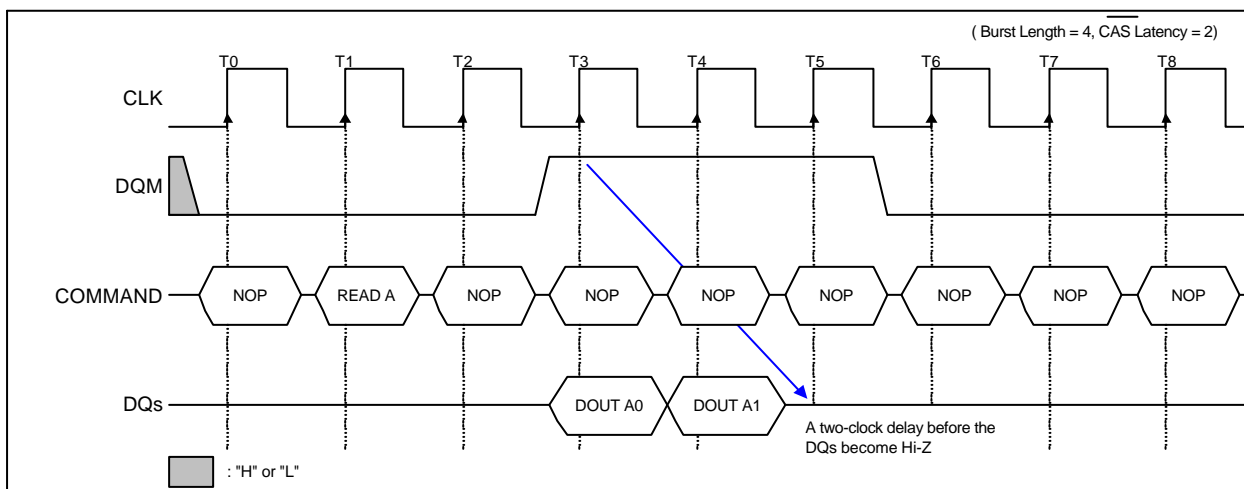 ( Burst Length = 4, CAS Latency = 2)
T0 T1 T2 T3 T4 T5 T6 T7 T8
CLK
DQM
COMMAND NOP READ A NOP NOP NOP NOP NOP NOP NOP
DQs DOUT A0 DOUT A1
A two-clock delay before the
DQs become Hi-Z
: "H" or "L"